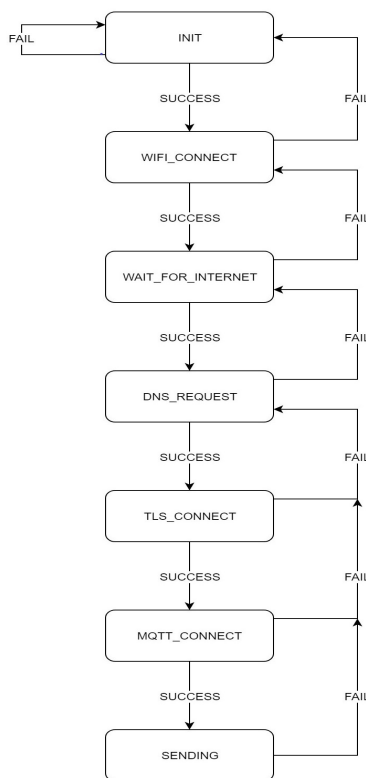 INIT
FAIL
SUCCESS
FAIL
WIFI_CONNECT
SUCCESS
FAIL
WAIT_FOR_INTERNET
SUCCESS
FAIL
DNS_REQUEST
SUCCESS
FAIL
TLS_CONNECT
SUCCESS
FAIL
MQTT_CONNECT
SUCCESS
FAIL
SENDING